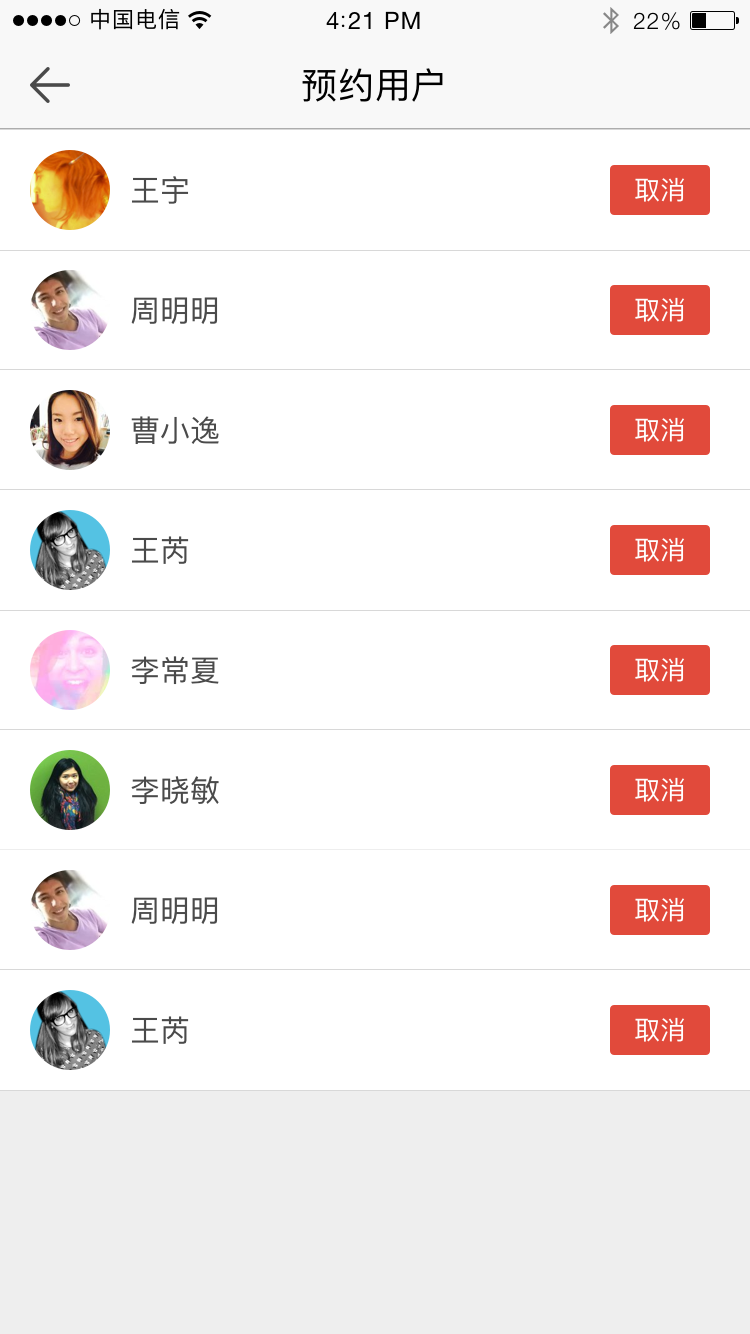 中国电信 4:21 PM 22%
预约用户
王宇 取消
周明明 取消
曹小逸 取消
王芮 取消
李常夏 取消
李晓敏 取消
周明明 取消
王芮 取消